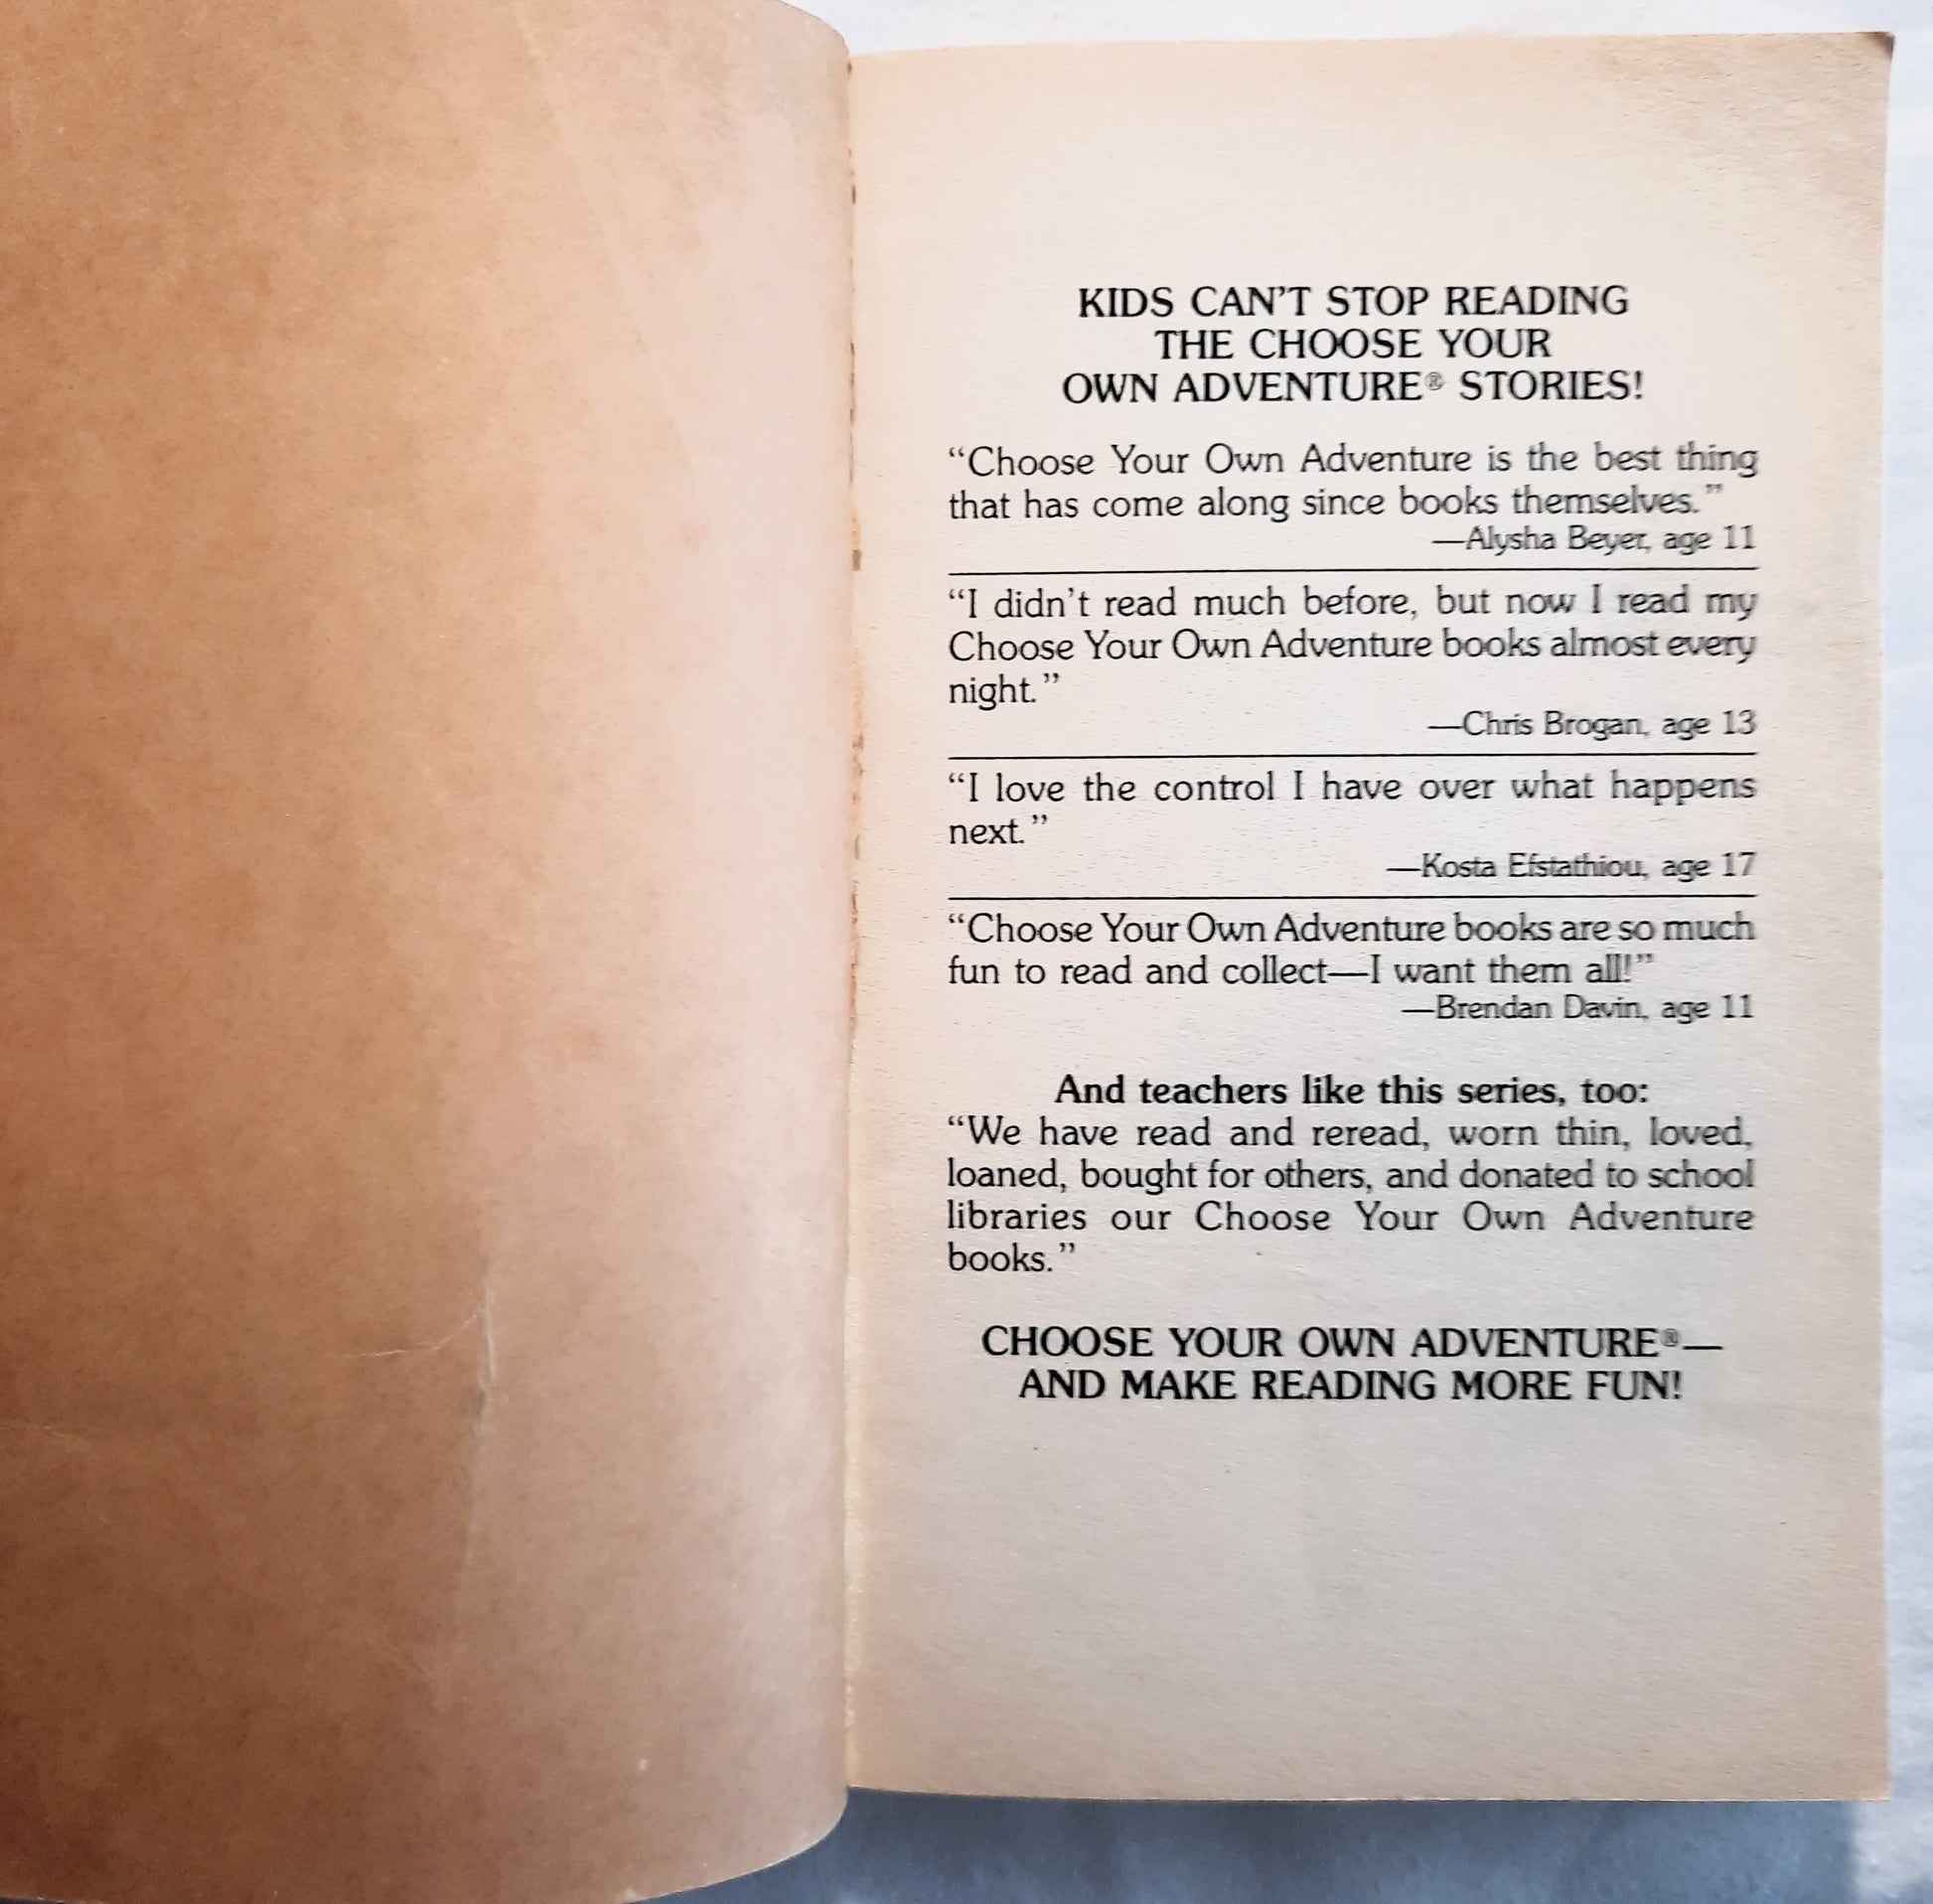 KIDS CAN’T STOP READING
THE CHOOSE YOUR
OWN ADVENTURE® STORIES!
“Choose Your Own Adventure is the best thing
that has come along since books themselves.”
—Alysha Beyer, age 11
“I didn’t read much before, but now I read my
Choose Your Own Adventure books almost every
night.”
—Chris Brogan, age 13
“I love the control I have over what happens
next.”
—Kosta Efstathiou, age 17
“Choose Your Own Adventure books are so much
fun to read and collect—I want them all!”
—Brendan Davin, age 11
And teachers like this series, too:
“We have read and reread, worn thin, loved,
loaned, bought for others, and donated to school
libraries our Choose Your Own Adventure
books.”
CHOOSE YOUR OWN ADVENTURE®—
AND MAKE READING MORE FUN!